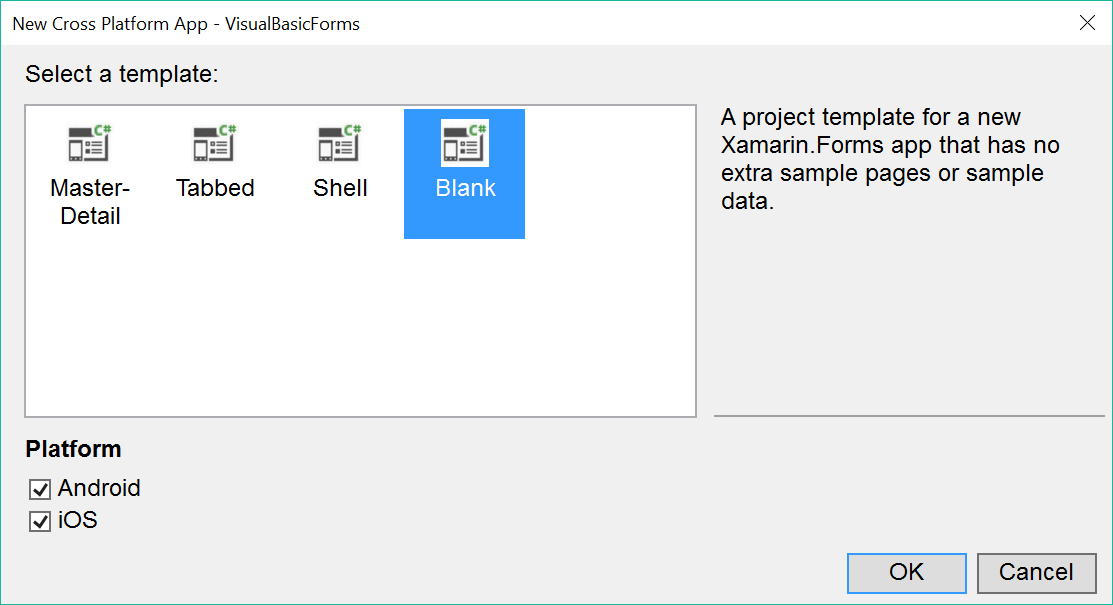 New Cross Platform App - VisualBasicForms
Select a template:
C# C# C# C#
Master-
Detail
Tabbed
Shell
Blank
A project template for a new
Xamarin.Forms app that has no
extra sample pages or sample
data.
Platform
Android
iOS
OK
Cancel